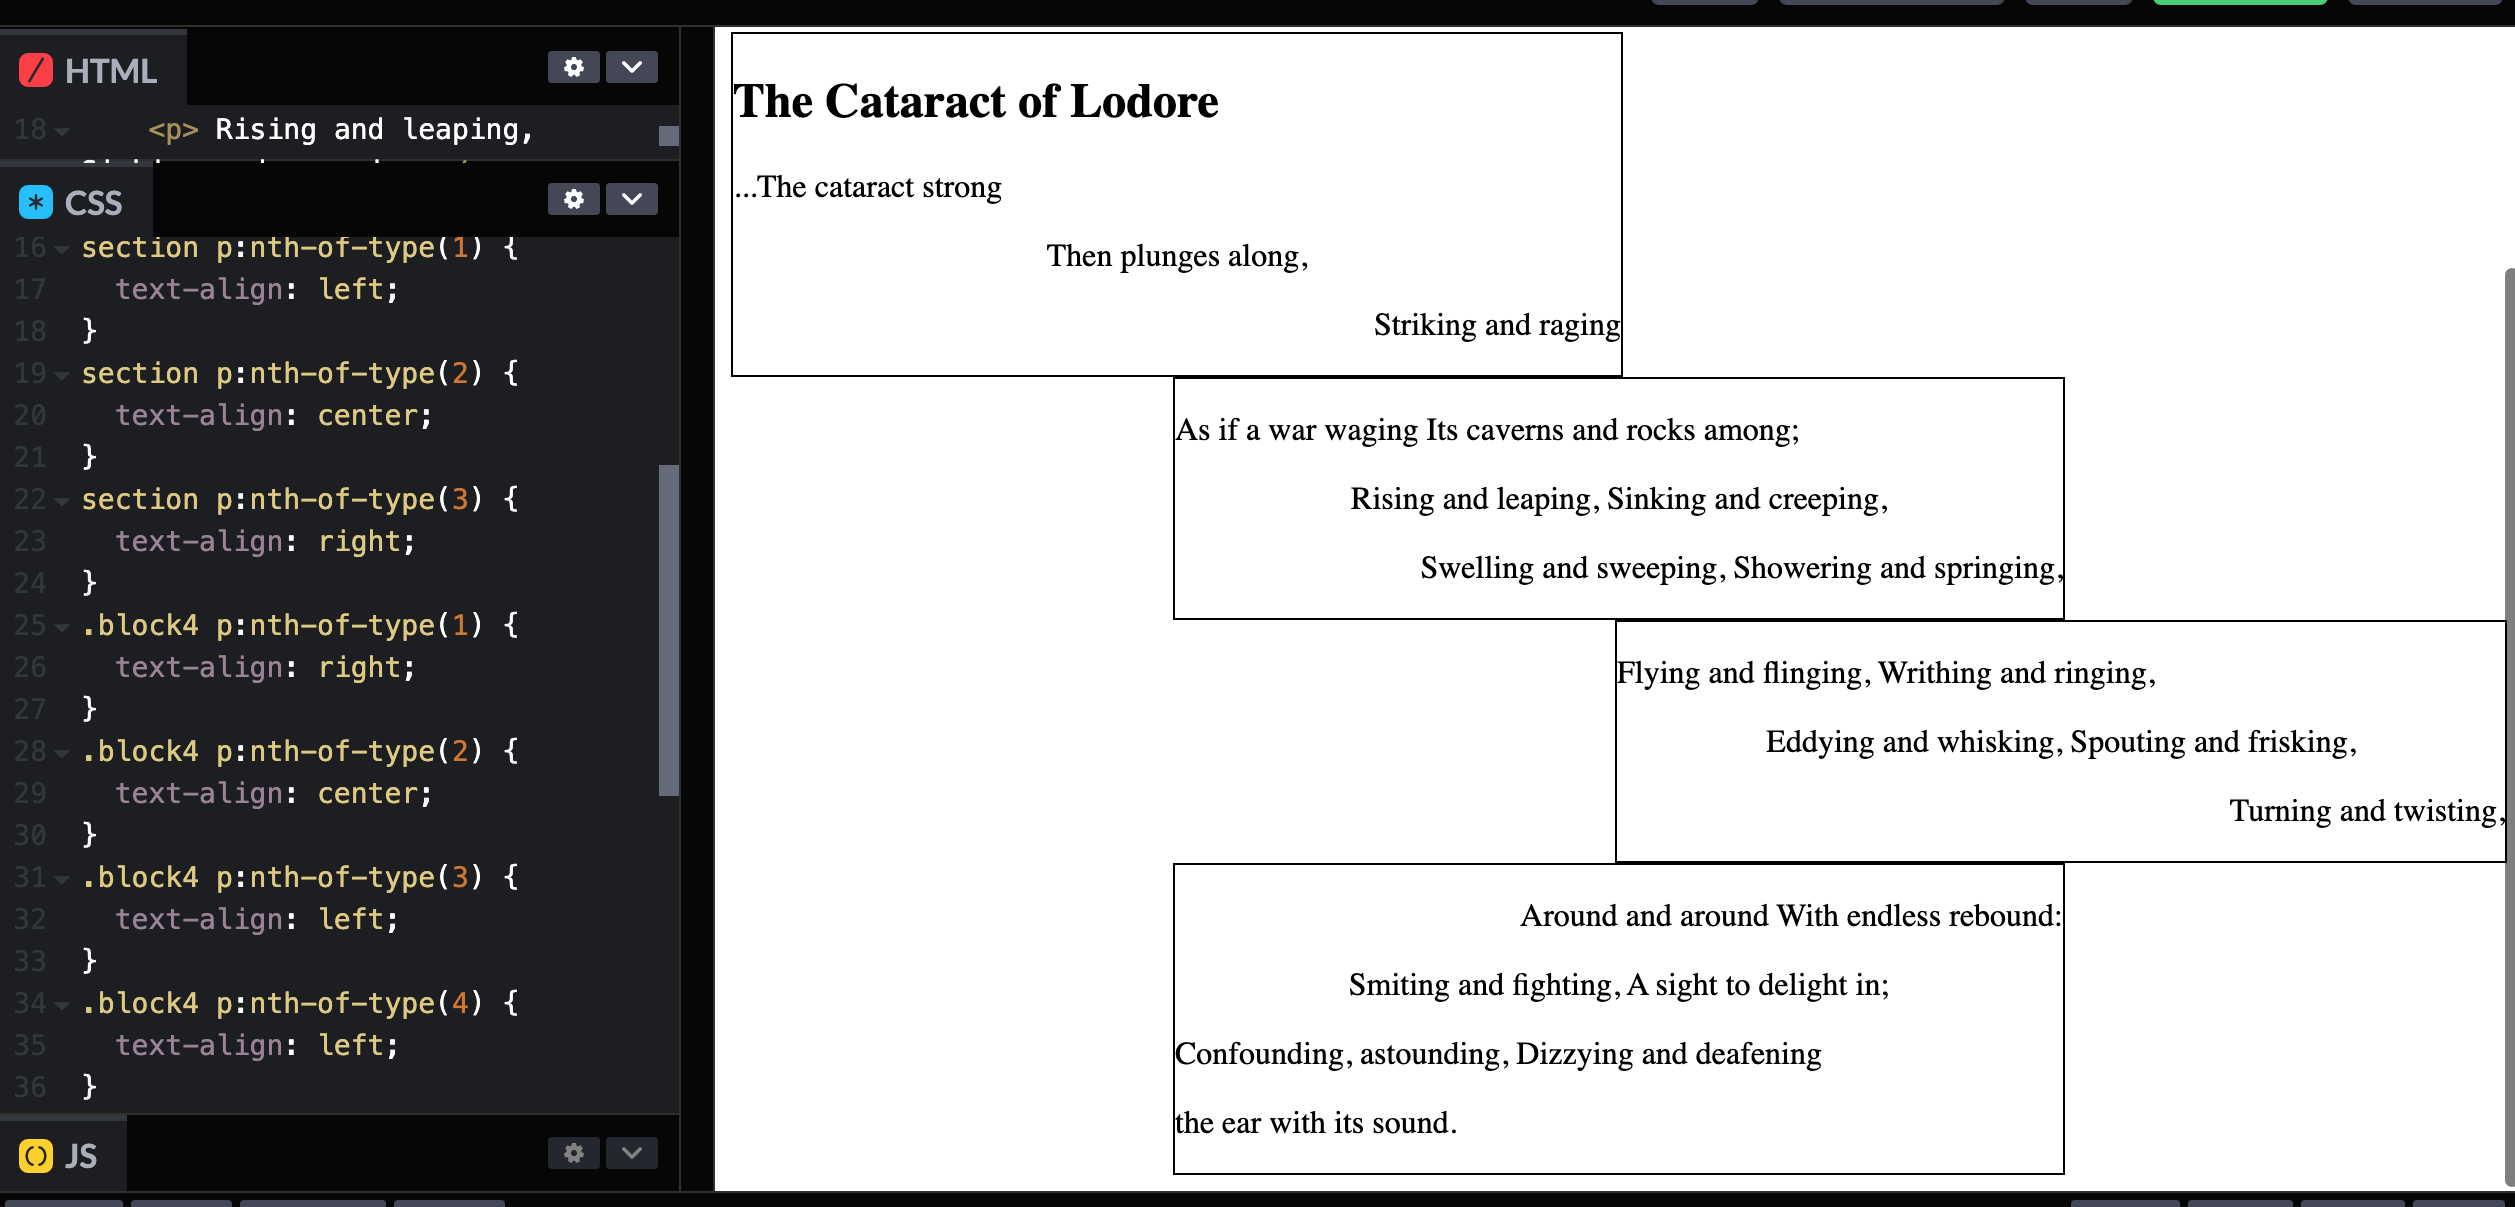 HTML
18 <p> Rising and leaping,
CSS
16 section p:nth-of-type(1) {
17 text-align: left;
18 }
19 section p:nth-of-type(2) {
20 text-align: center;
21 }
22 section p:nth-of-type(3) {
23 text-align: right;
24 }
25 .block4 p:nth-of-type(1) {
26 text-align: right;
27 }
28 .block4 p:nth-of-type(2) {
29 text-align: center;
30 }
31 .block4 p:nth-of-type(3) {
32 text-align: left;
33 }
34 .block4 p:nth-of-type(4) {
35 text-align: left;
36 }
JS
The Cataract of Lodore
...The cataract strong
Then plunges along,
Striking and raging
As if a war waging Its caverns and rocks among;
Rising and leaping, Sinking and creeping,
Swelling and sweeping, Showering and springing,
Flying and flinging, Writhing and ringing,
Eddying and whisking, Spouting and frisking,
Turning and twisting,
Around and around With endless rebound:
Smiting and fighting, A sight to delight in;
Confounding, astounding, Dizzying and deafening
the ear with its sound.